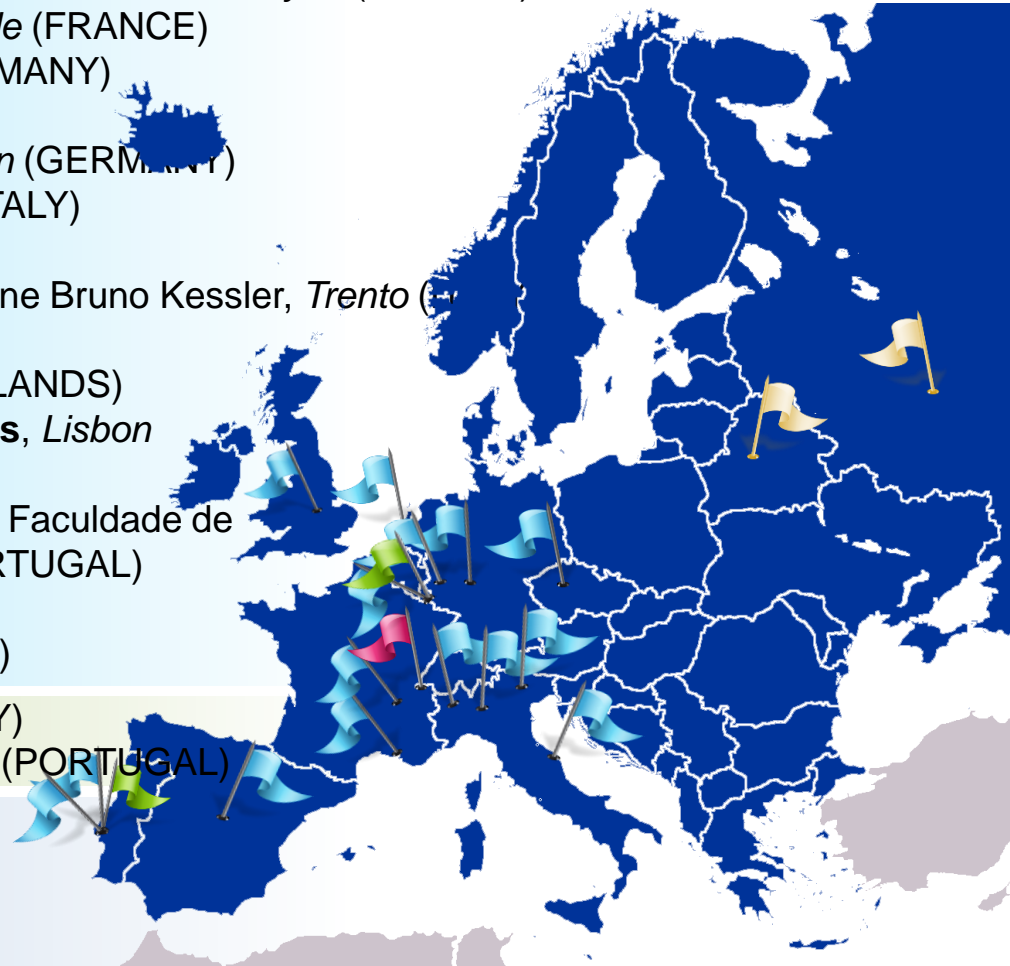 le (FRANCE)
MANY)
n (GERMANY)
TALY)
ne Bruno Kessler, Trento (
LANDS)
s, Lisbon
Faculdade de
RTUGAL)
)
Y)
(PORTUGAL)